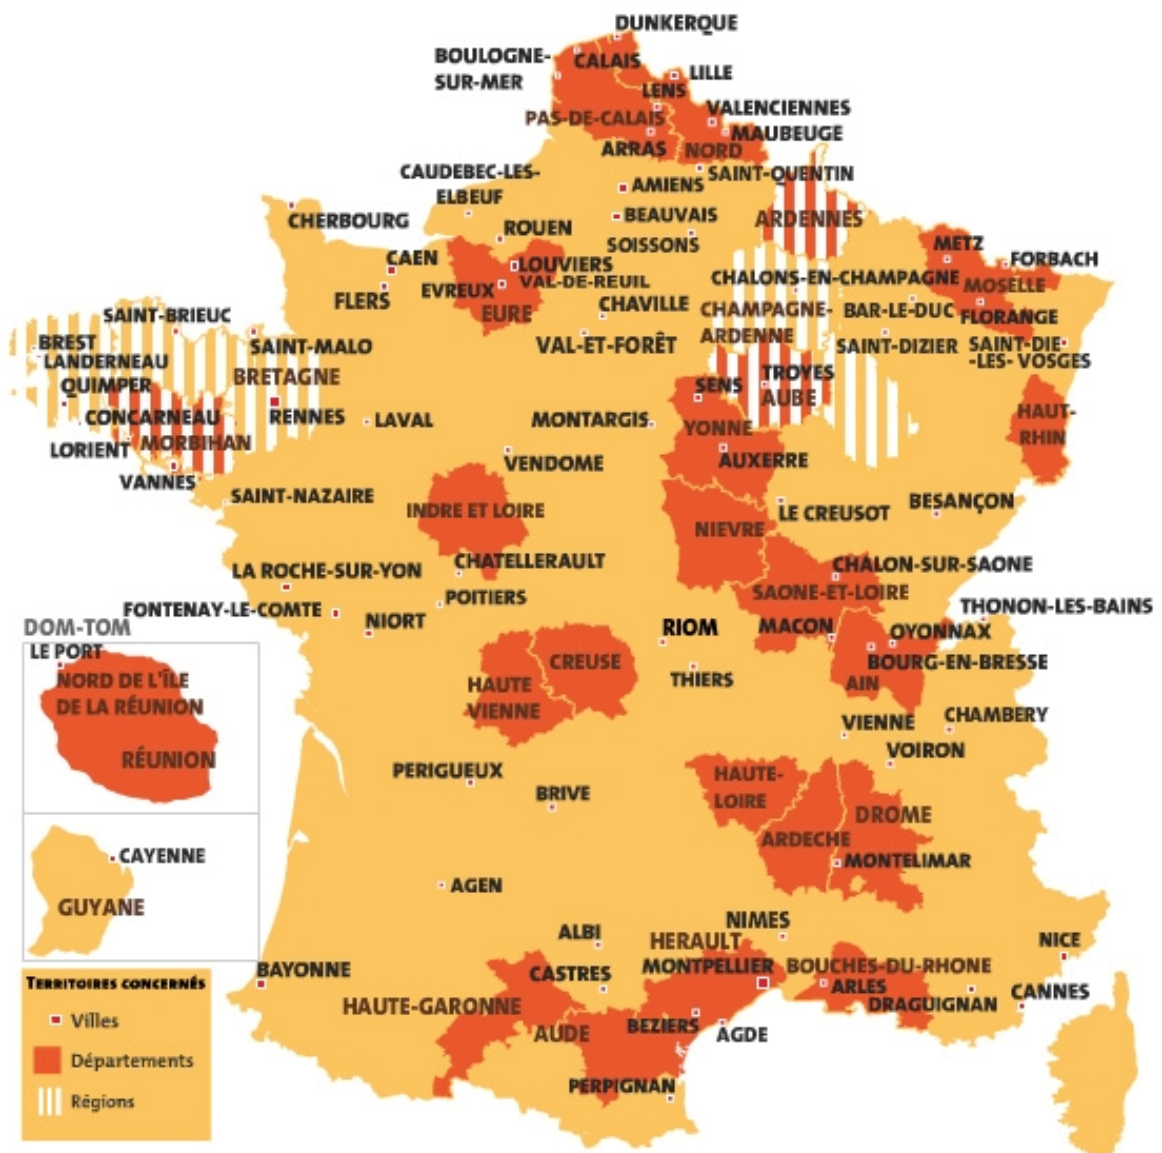 DUNKERQUE
BOULOGNE-
SUR-MER
CALAIS
LILLE
LENS
PAS-DE-CALAIS
VALENCIENNES
MAUBEUGE
ARRAS
NORD
CAUDEBEC-LES-
ELBEUF
SAINT-QUENTIN
AMIENS
CHERBOURG
BEAUVAIS
ARDENNES
ROUEN
SOISSONS
METZ
CAEN
LOUVIERS
FORBACH
FLERS
EVREUX
VAL-DE-REUIL
CHALONS-EN-CHAMPAGNE
MOSELLE
EURE
CHAVILLE
CHAMPAGNE-
ARDENNE
BAR-LE-DUC
FLORANGE
SAINT-BRIEUC
BREST
LANDERNEAU
SAINT-MALO
VAL-ET-FORÊT
SAINT-DIZIER
SAINT-DIE
-LES- VOSGES
QUIMPER
BRETAGNE
SENS
TROYES
AUBE
CONCARNEAU
RENNES
LAVAL
MONTARGIS
YONNE
HAUT-
RHIN
LORIENT
MORBIHAN
VANNES
VENDOME
AUXERRE
SAINT-NAZAIRE
INDRE ET LOIRE
NIEVRE
LE CREUSOT
BESANÇON
LA ROCHE-SUR-YON
CHATELLERAULT
CHALON-SUR-SAONE
SAONE-ET-LOIRE
FONTENAY-LE-COMTE
NIORT
POITIERS
THONON-LES-BAINS
RIOM
MACON
OYONNAX
DOM-TOM
LE PORT
NORD DE L'ÎLE
DE LA RÉUNION
RÉUNION
CREUSE
HAUTE
VIENNE
THIERS
BOURG-EN-BRESSE
AIN
VIENNE
CHAMBERY
VOIRON
PERIGUEUX
BRIVE
HAUTE-
LOIRE
DROME
ARDECHE
MONTELIMAR
CAYENNE
GUYANE
AGEN
ALBI
NIMES
HERAULT
NICE
BAYONNE
CASTRES
MONTPELLIER
BOUCHES-DU-RHONE
ARLES
DRAGUIGNAN
CANNES
HAUTE-GARONNE
AUDE
BEZIERS
AGDE
PERPIGNAN
TERRITOIRES CONCERNÉS
Villes
Départements
Régions